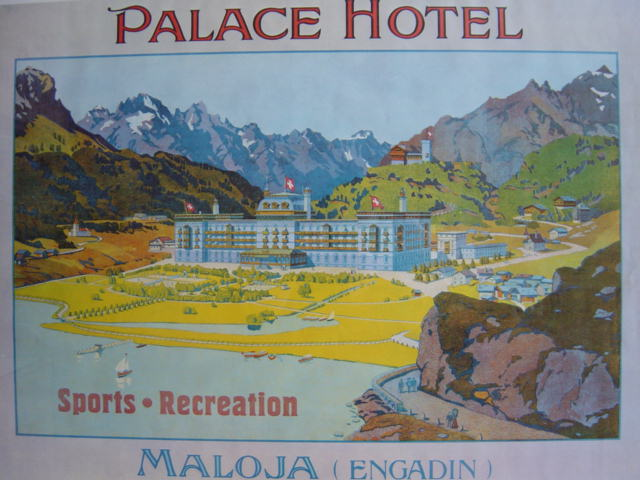 PALACE HOTEL
Sports • Recreation
MALOJA ( ENGADIN )